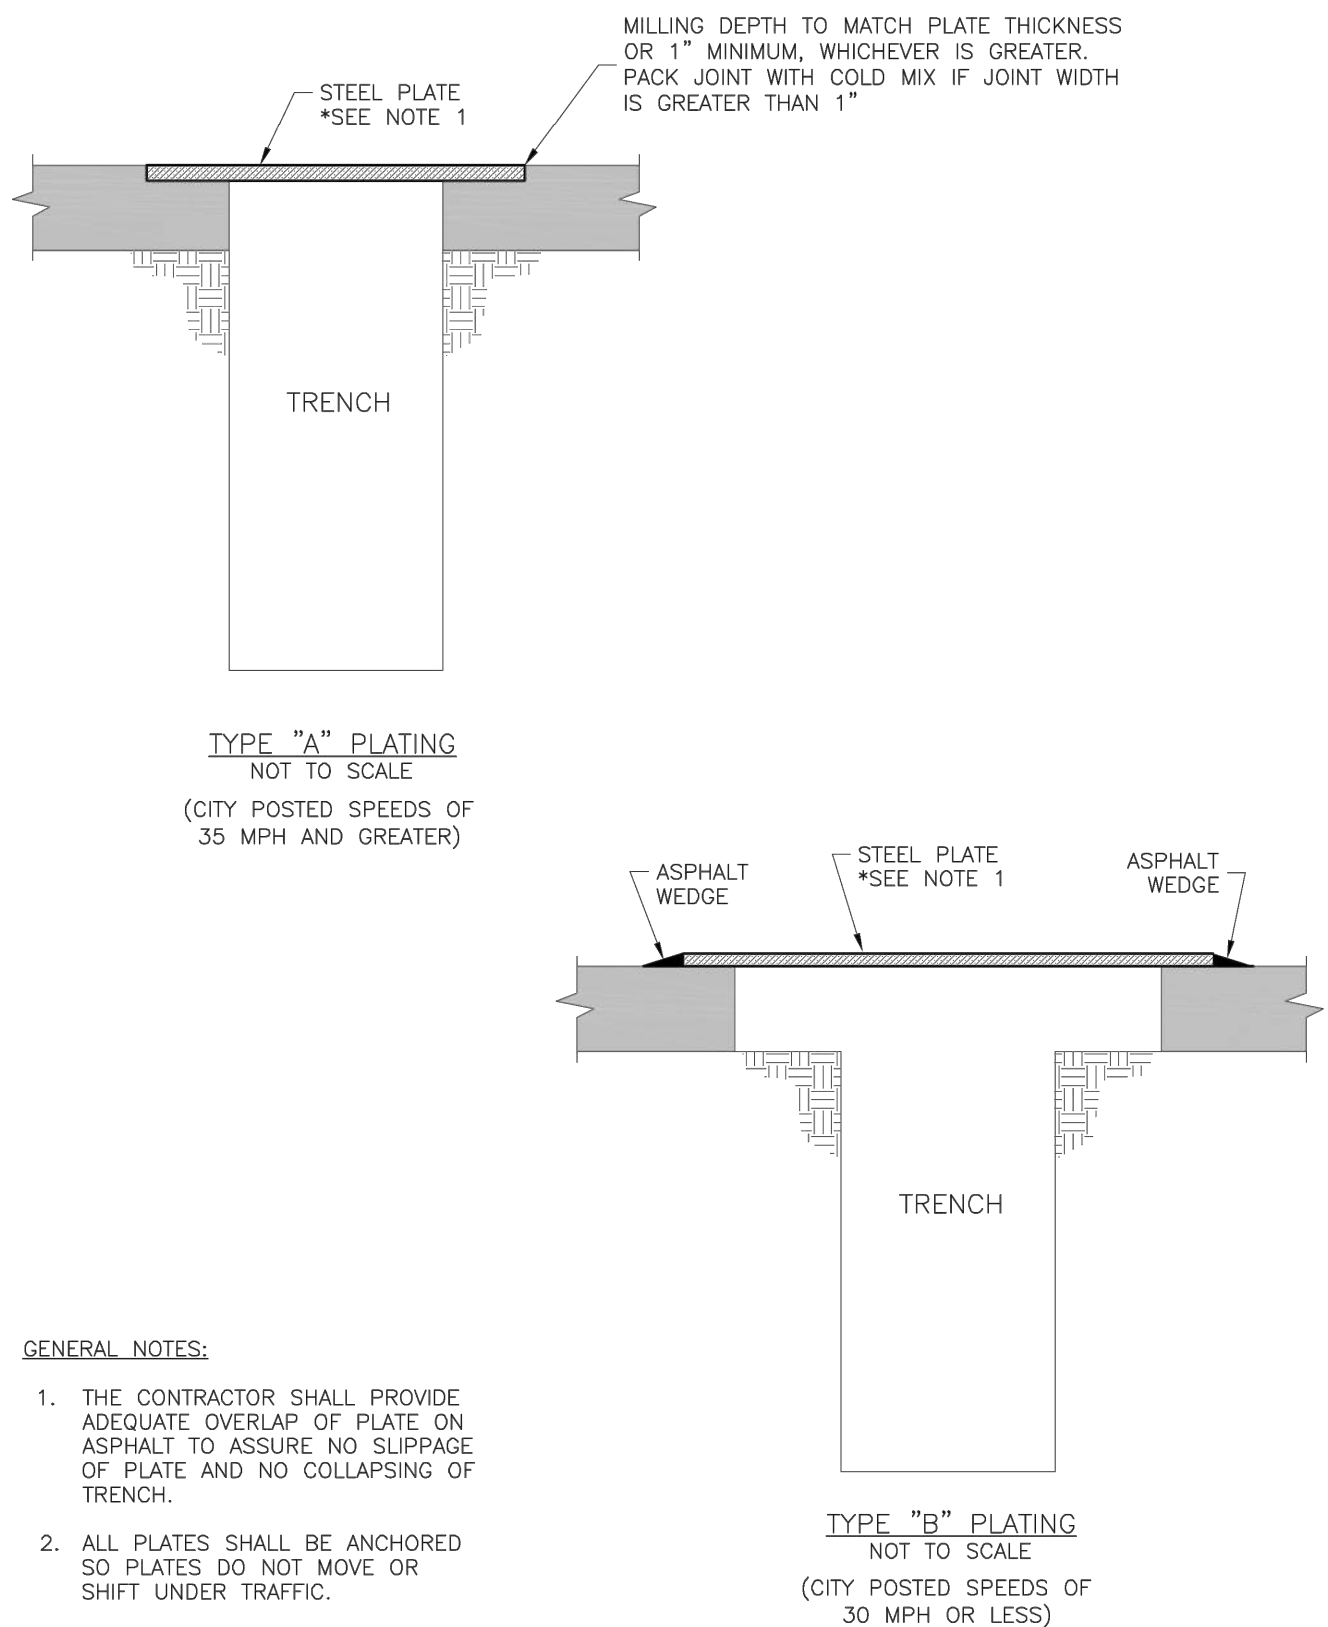 MILLING DEPTH TO MATCH PLATE THICKNESS
OR 1” MINIMUM, WHICHEVER IS GREATER.
PACK JOINT WITH COLD MIX IF JOINT WIDTH
IS GREATER THAN 1”
STEEL PLATE
*SEE NOTE 1
TRENCH
TYPE ”A” PLATING
NOT TO SCALE
(CITY POSTED SPEEDS OF
35 MPH AND GREATER)
ASPHALT
WEDGE
STEEL PLATE
*SEE NOTE 1
ASPHALT
WEDGE
TRENCH
TYPE ”B” PLATING
NOT TO SCALE
(CITY POSTED SPEEDS OF
30 MPH OR LESS)
GENERAL NOTES:
1. THE CONTRACTOR SHALL PROVIDE
ADEQUATE OVERLAP OF PLATE ON
ASPHALT TO ASSURE NO SLIPPAGE
OF PLATE AND NO COLLAPSING OF
TRENCH.
2. ALL PLATES SHALL BE ANCHORED
SO PLATES DO NOT MOVE OR
SHIFT UNDER TRAFFIC.